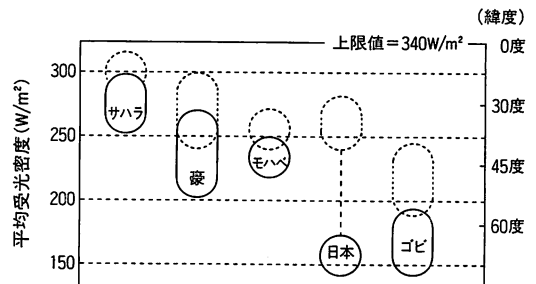 (緯度)
上限値=340W/m²
0度
300
サハラ
30度
250
モハベ
豪
45度
200
60度
日本
ゴビ
150
平均受光密度(W/m²)